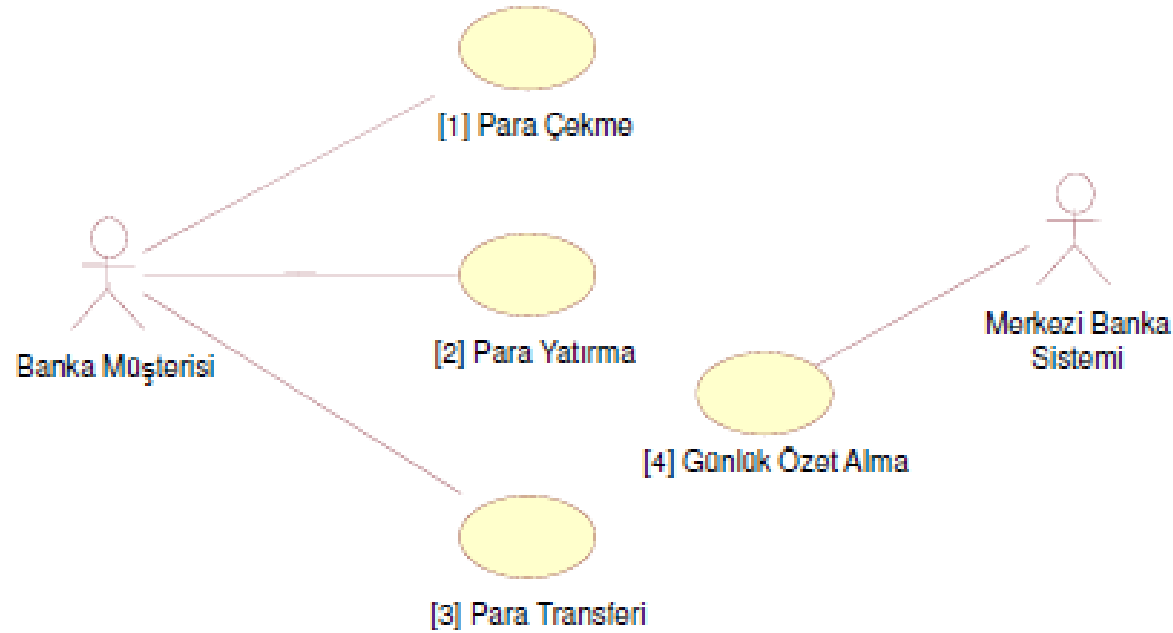 [1] Para Çekme
Banka Müşterisi
[2] Para Yatırma
Merkezi Banka
Sistemi
[4] Günlük Özet Alma
[3] Para Transferi